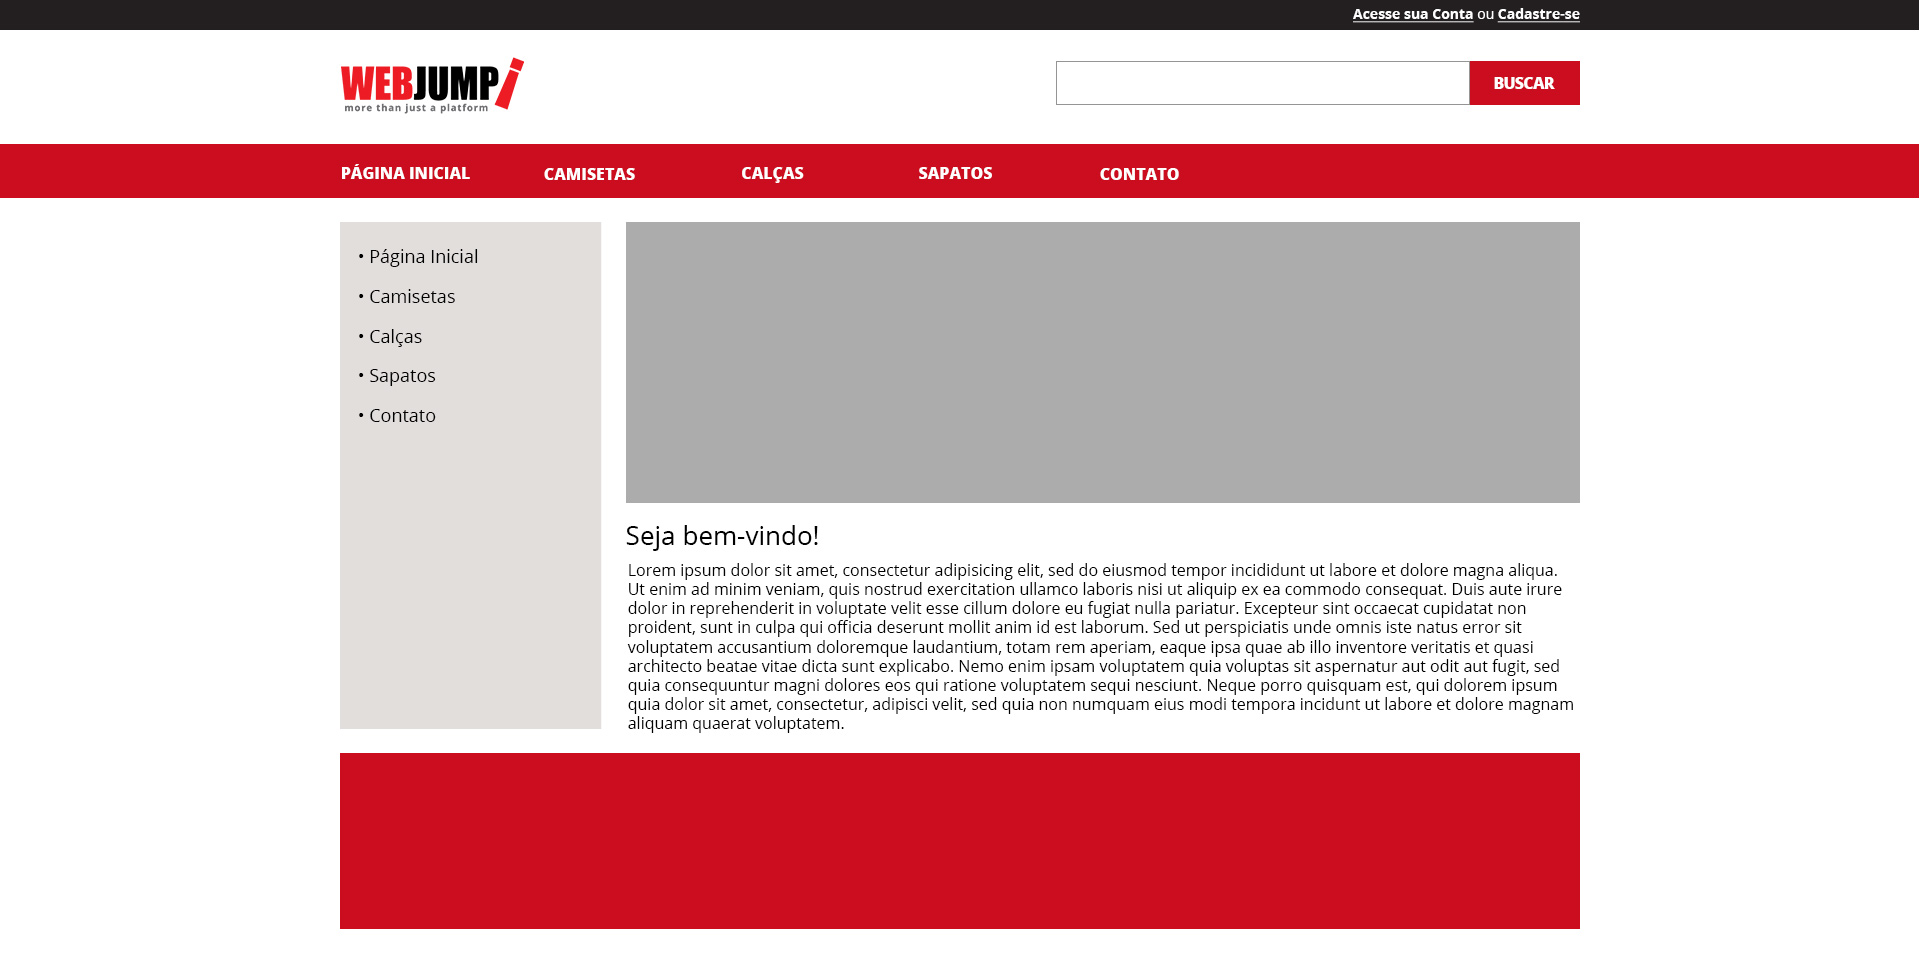 Acesse sua Conta ou Cadastre-se
WEBJUMP!
more than just a platform
BUSCAR
PÁGINA INICIAL CAMISETAS CALÇAS SAPATOS CONTATO
• Página Inicial
• Camisetas
• Calças
• Sapatos
• Contato
Seja bem-vindo!
Lorem ipsum dolor sit amet, consectetur adipisicing elit, sed do eiusmod tempor incididunt ut labore et dolore magna aliqua.
Ut enim ad minim veniam, quis nostrud exercitation ullamco laboris nisi ut aliquip ex ea commodo consequat. Duis aute irure
dolor in reprehenderit in voluptate velit esse cillum dolore eu fugiat nulla pariatur. Excepteur sint occaecat cupidatat non
proident, sunt in culpa qui officia deserunt mollit anim id est laborum. Sed ut perspiciatis unde omnis iste natus error sit
voluptatem accusantium doloremque laudantium, totam rem aperiam, eaque ipsa quae ab illo inventore veritatis et quasi
architecto beatae vitae dicta sunt explicabo. Nemo enim ipsam voluptatem quia voluptas sit aspernatur aut odit aut fugit, sed
quia consequuntur magni dolores eos qui ratione voluptatem sequi nesciunt. Neque porro quisquam est, qui dolorem ipsum
quia dolor sit amet, consectetur, adipisci velit, sed quia non numquam eius modi tempora incidunt ut labore et dolore magnam
aliquam quaerat voluptatem.